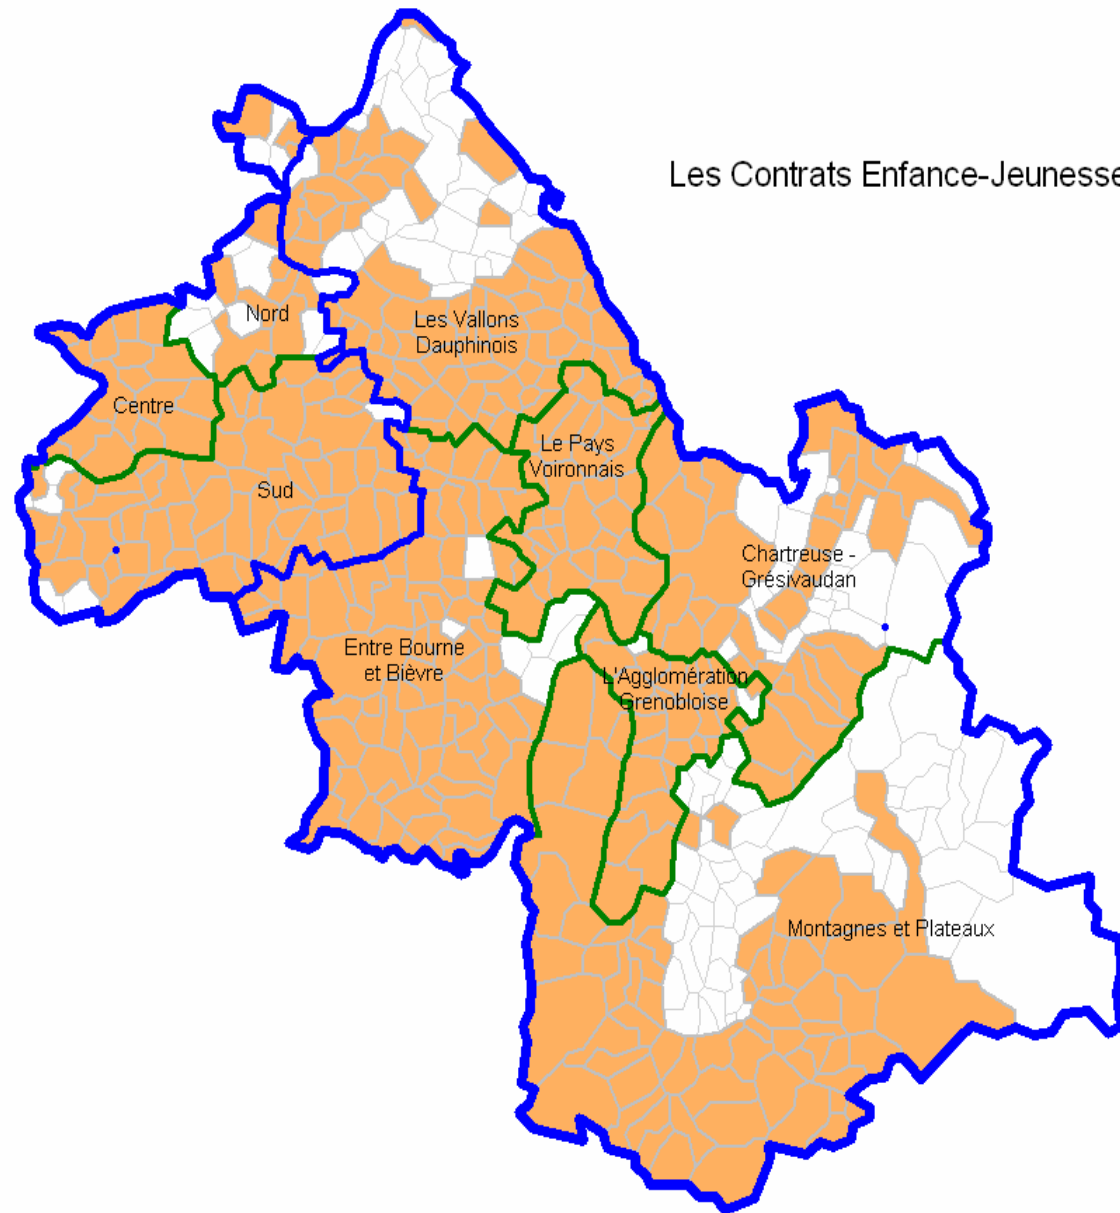 Les Contrats Enfance-Jeunesse
Nord
Les Vallons
Dauphinois
Centre
Le Pays
Voironnais
Sud
Chartreuse -
Grésivaudan
Entre Bourne
et Bièvre
L'Agglomération
Grenobloise
Montagnes et Plateaux